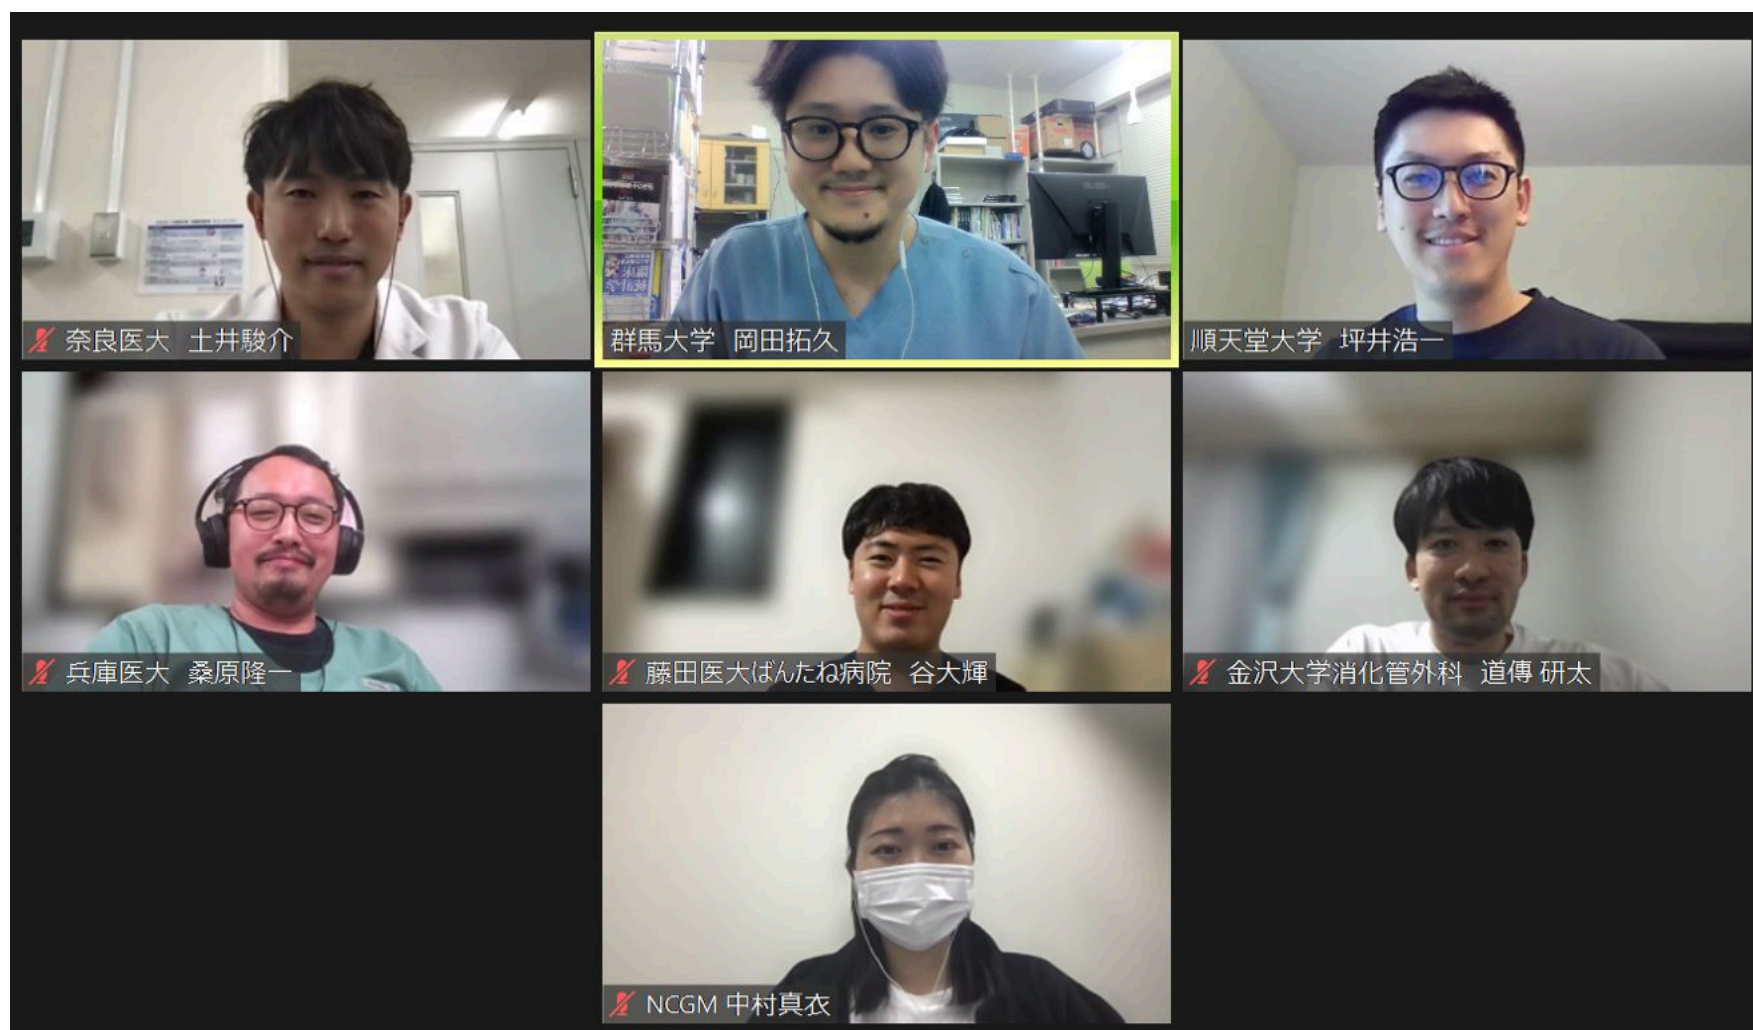 奈良医大 土井駿介
群馬大学 岡田拓久
順天堂大学 坪井浩一
兵庫医大 桑原隆一
藤田医大ばんたね病院 谷大輝
金沢大学消化管外科 道傳 研太
NCGM 中村真衣